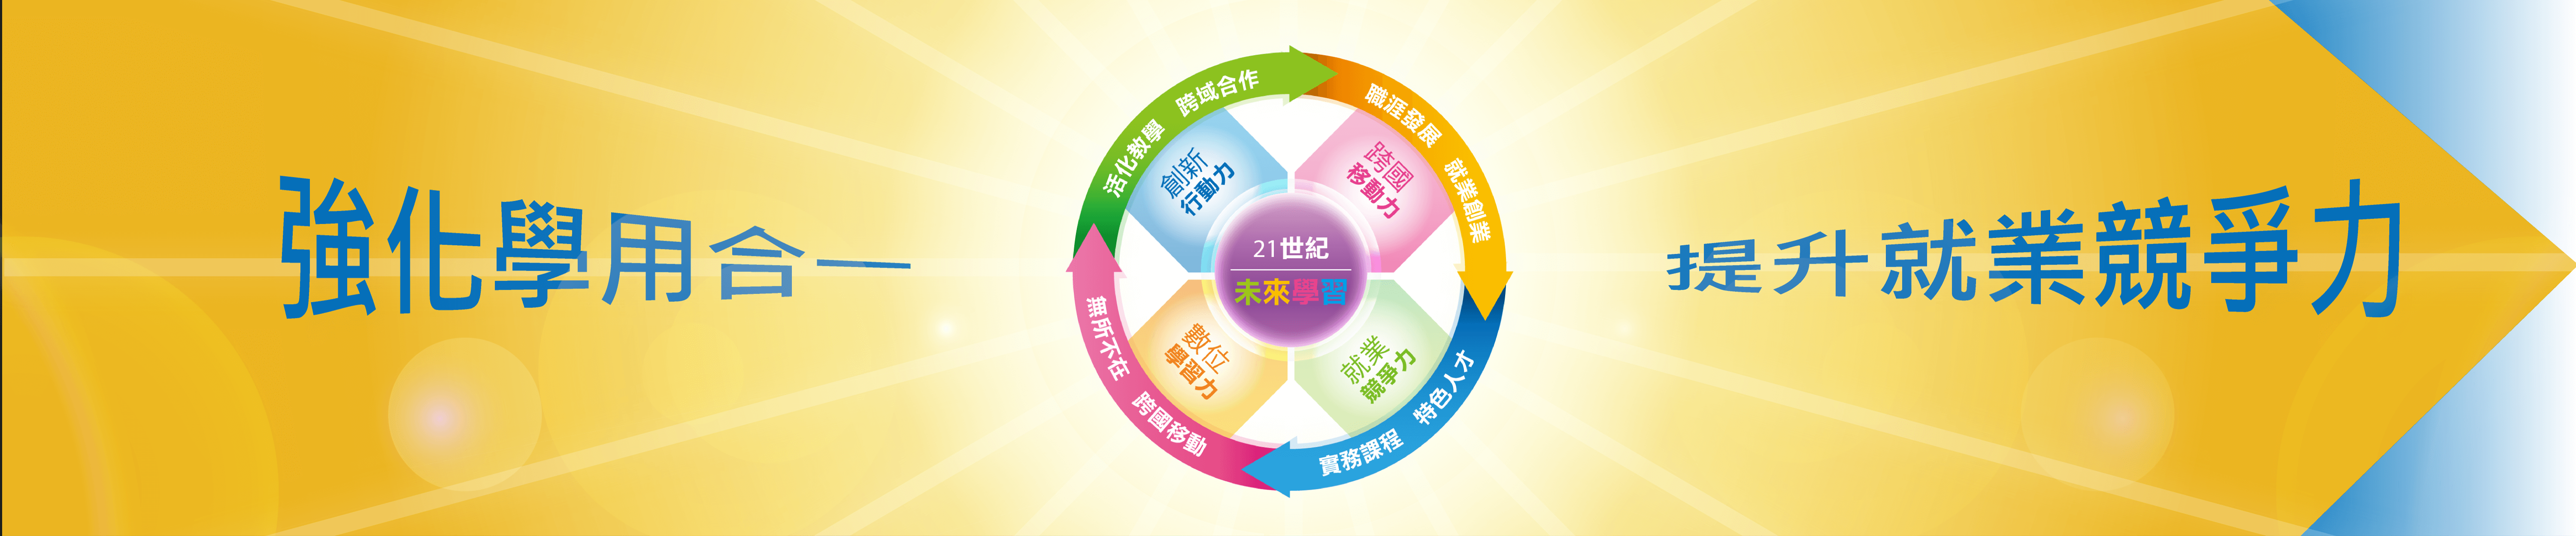 強化學用合一
活化教學 跨域合作
職涯發展 就業創業
創新
行動力
跨國
移動力
21世紀
未來學習
數位
學習力
就業
競爭力
無所不在 跨國移動
實務課程 特色人才
提升就業競爭力